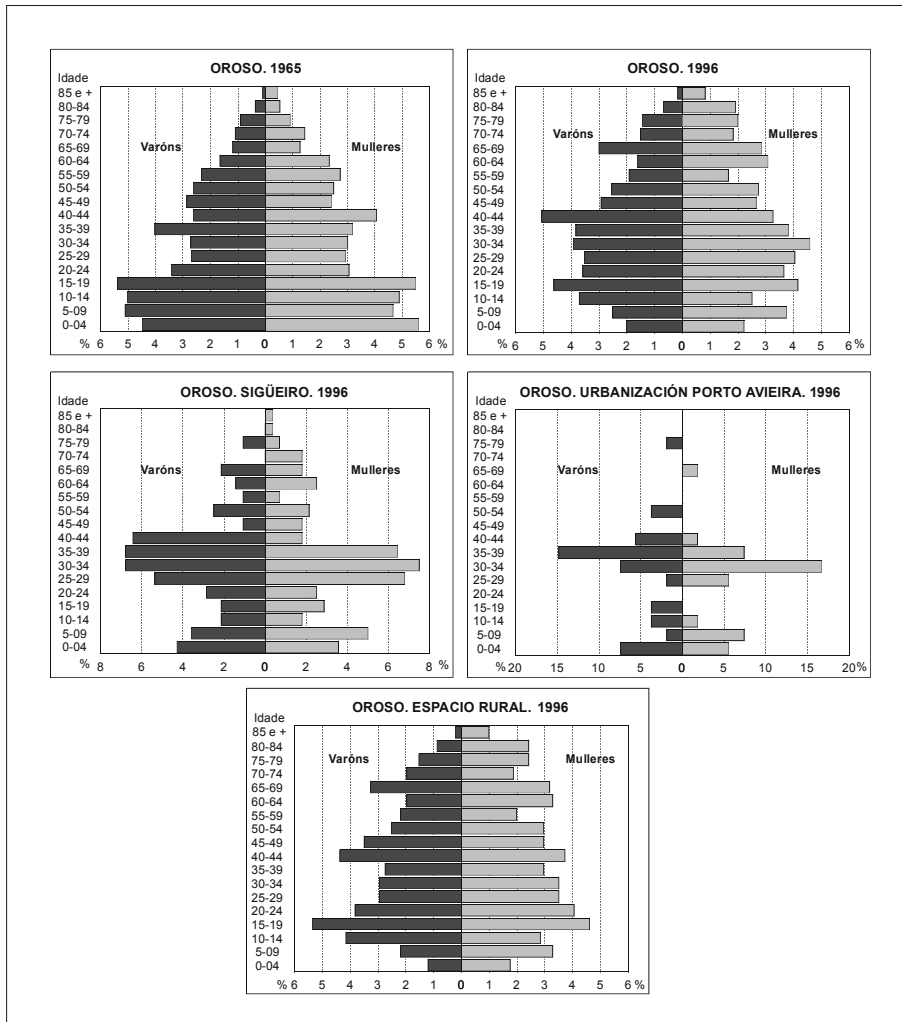 OROSO. 1965
Idade
85 e +
80-84
75-79
70-74
65-69
60-64
55-59
50-54
45-49
40-44
35-39
30-34
25-29
20-24
15-19
10-14
5-09
0-04
Varóns
Mulleres
% 6 5 4 3 2 1 0 1 2 3 4 5 6 %
OROSO. 1996
Idade
85 e +
80-84
75-79
70-74
65-69
60-64
55-59
50-54
45-49
40-44
35-39
30-34
25-29
20-24
15-19
10-14
5-09
0-04
Varóns
Mulleres
% 6 5 4 3 2 1 0 1 2 3 4 5 6 %
OROSO. SIGÜEIRO. 1996
Idade
85 e +
80-84
75-79
70-74
65-69
60-64
55-59
50-54
45-49
40-44
35-39
30-34
25-29
20-24
15-19
10-14
5-09
0-04
Varóns
Mulleres
% 8 6 4 2 0 2 4 6 8 %
OROSO. URBANIZACIÓN PORTO AVIEIRA. 1996
Idade
85 e +
80-84
75-79
70-74
65-69
60-64
55-59
50-54
45-49
40-44
35-39
30-34
25-29
20-24
15-19
10-14
5-09
0-04
Varóns
Mulleres
% 20 15 10 5 0 5 10 15 20 %
OROSO. ESPACIO RURAL. 1996
Idade
85 e +
80-84
75-79
70-74
65-69
60-64
55-59
50-54
45-49
40-44
35-39
30-34
25-29
20-24
15-19
10-14
5-09
0-04
Varóns
Mulleres
% 6 5 4 3 2 1 0 1 2 3 4 5 6 %